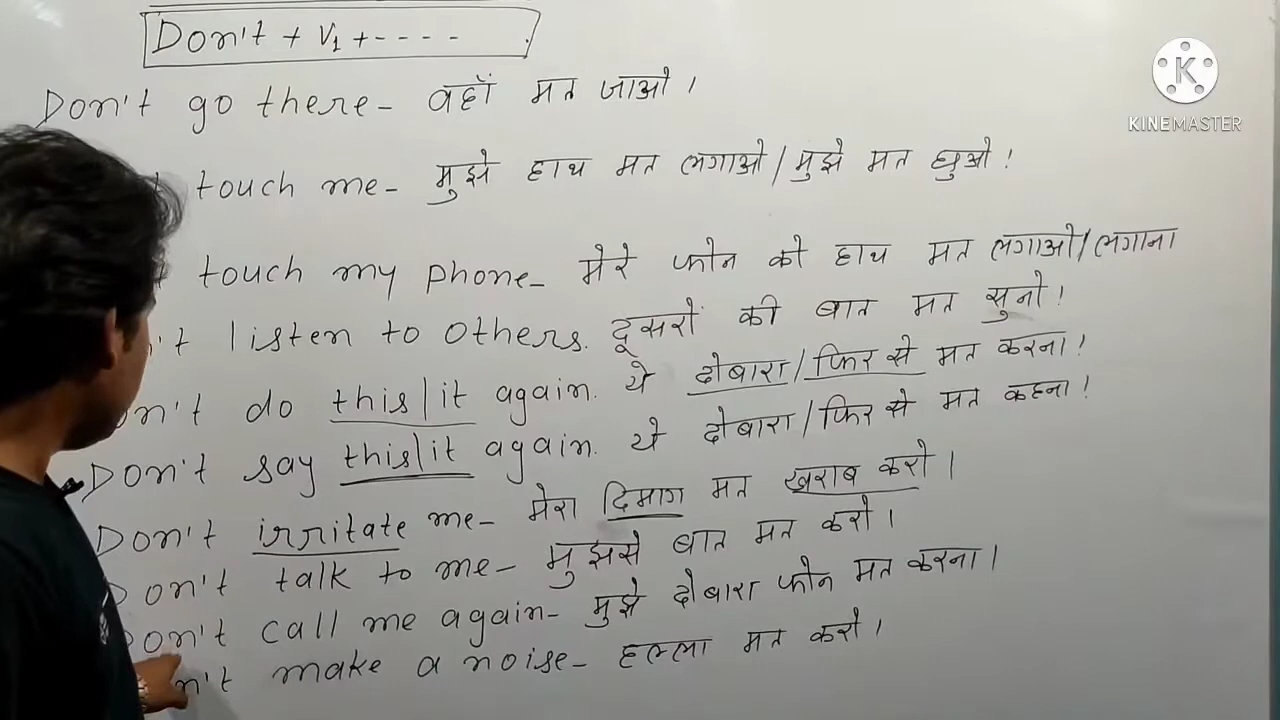 Don't + V₁ + - - - -
Don't go there - वहाँ मत जाओ।
touch me - मुझे हाथ मत लगाओ / मुझे मत छुओ!
touch my phone - मेरे फोन को हाथ मत लगाओ / लगाना
't listen to others. दूसरों की बात मत सुनो!
n't do this/it again. ये दोबारा / फिर से मत करना!
Don't say this/it again. ये दोबारा / फिर से मत कहना!
Don't irritate me - मेरा दिमाग मत खराब करो।
Don't talk to me - मुझसे बात मत करो।
Don't call me again - मुझे दोबारा फोन मत करना।
n't make a noise - हल्ला मत करो।
KINEMASTER